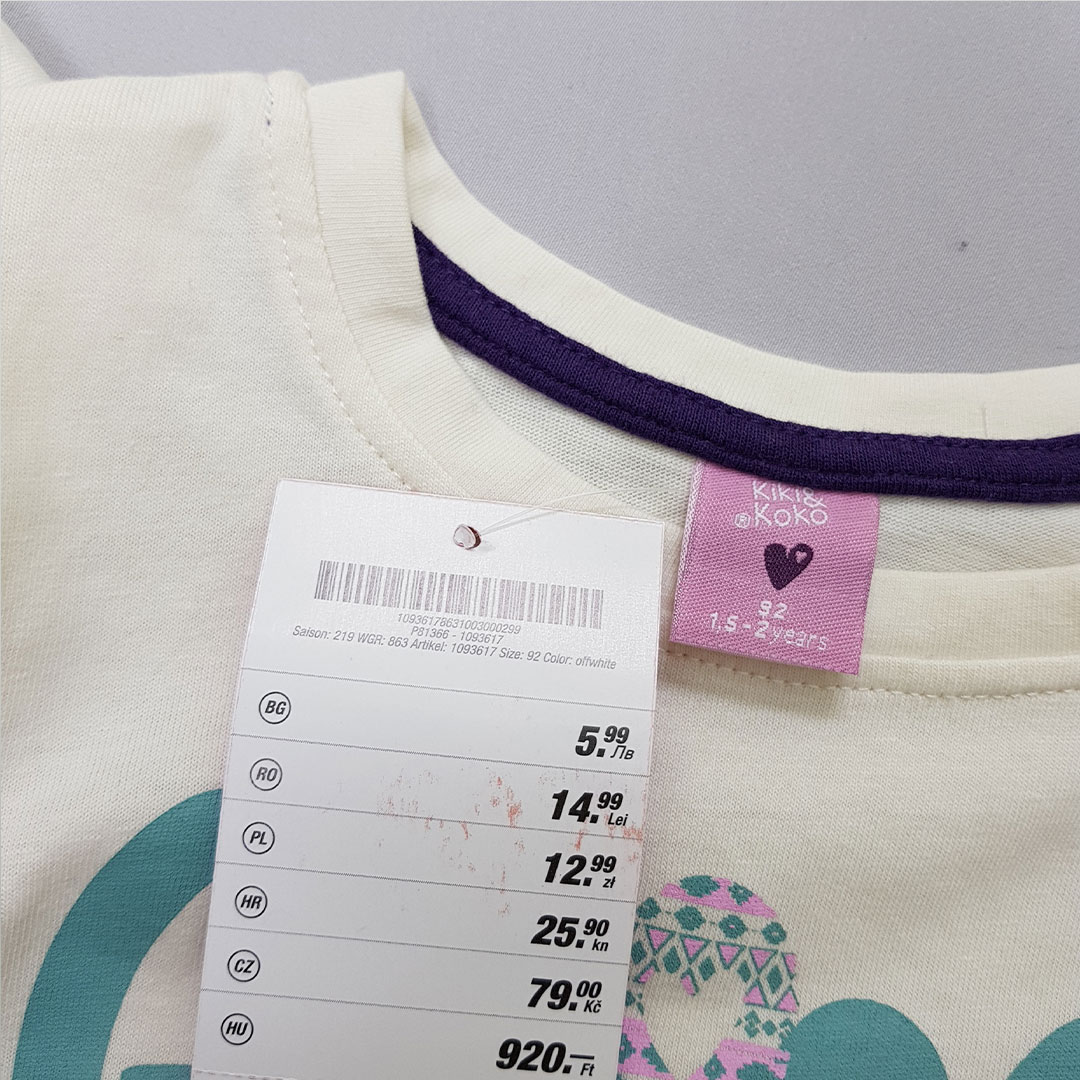 KiKi&
® KoKo
92
1,5 - 2 years
10936178631003000299
P81366 - 1093617
Saison: 219 WGR: 863 Artikel: 1093617 Size: 92 Color: offwhite
BG 5.99 Лв
RO 14.99 Lei
PL 12.99 zł
HR 25.90 kn
CZ 79.00 Kč
HU 920.– Ft